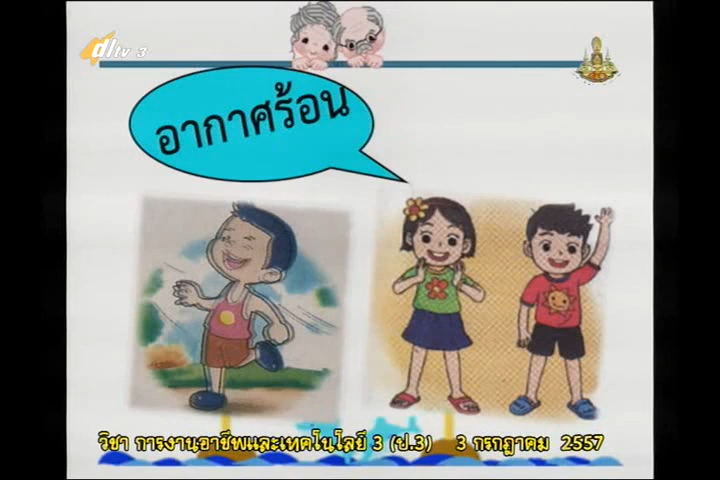 dltv 3
อากาศร้อน
วิชา การงานอาชีพและเทคโนโลยี 3 (ป.3) 3 กรกฎาคม 2557